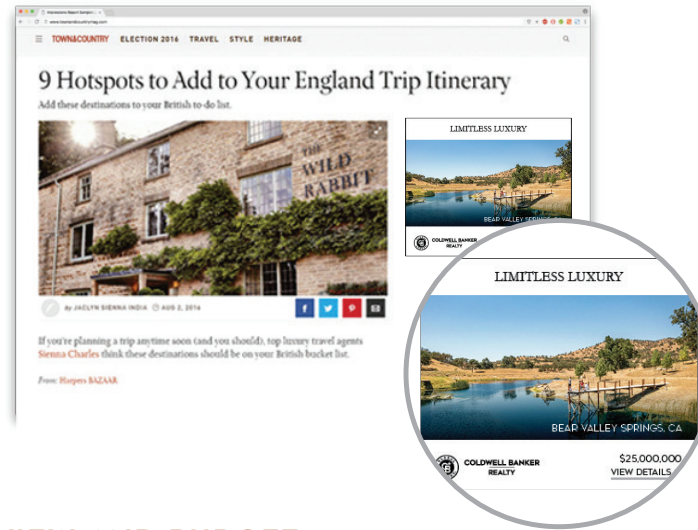 www.townandcountrymag.com
TOWN&COUNTRY ELECTION 2016 TRAVEL STYLE HERITAGE
9 Hotspots to Add to Your England Trip Itinerary
Add these destinations to your British to-do list.
THE
WILD
RABBIT
by JACLYN SIENNA INDIA AUG 2, 2016
If you're planning a trip anytime soon (and you should), top luxury travel agents
Sienna Charles think these destinations should be on your British bucket list.
From: Harpers BAZAAR
LIMITLESS LUXURY
BEAR VALLEY SPRINGS, CA
COLDWELL BANKER
REALTY
LIMITLESS LUXURY
BEAR VALLEY SPRINGS, CA
COLDWELL BANKER
REALTY
$25,000,000
VIEW DETAILS